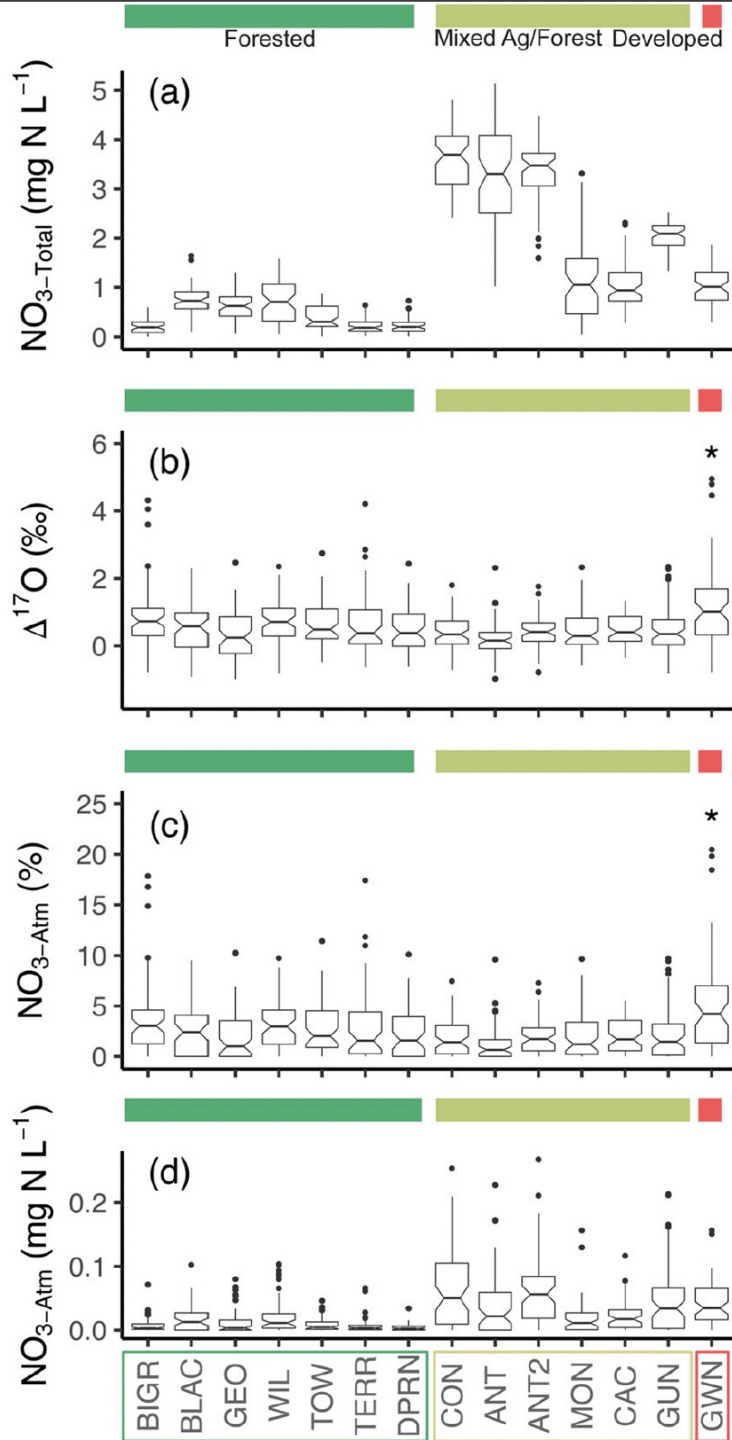 Forested Mixed Ag/Forest Developed
(a)
NO3−Total (mg N L−1)
5
4
3
2
1
0
(b)
*
Δ17O (‰)
6
4
2
0
(c)
*
NO3−Atm (%)
25
20
15
10
5
0
(d)
NO3−Atm (mg N L−1)
0.2
0.1
0.0
BIGR
BLAC
GEO
WIL
TOW
TERR
DPRN
CON
ANT
ANT2
MON
CAC
GUN
GWN